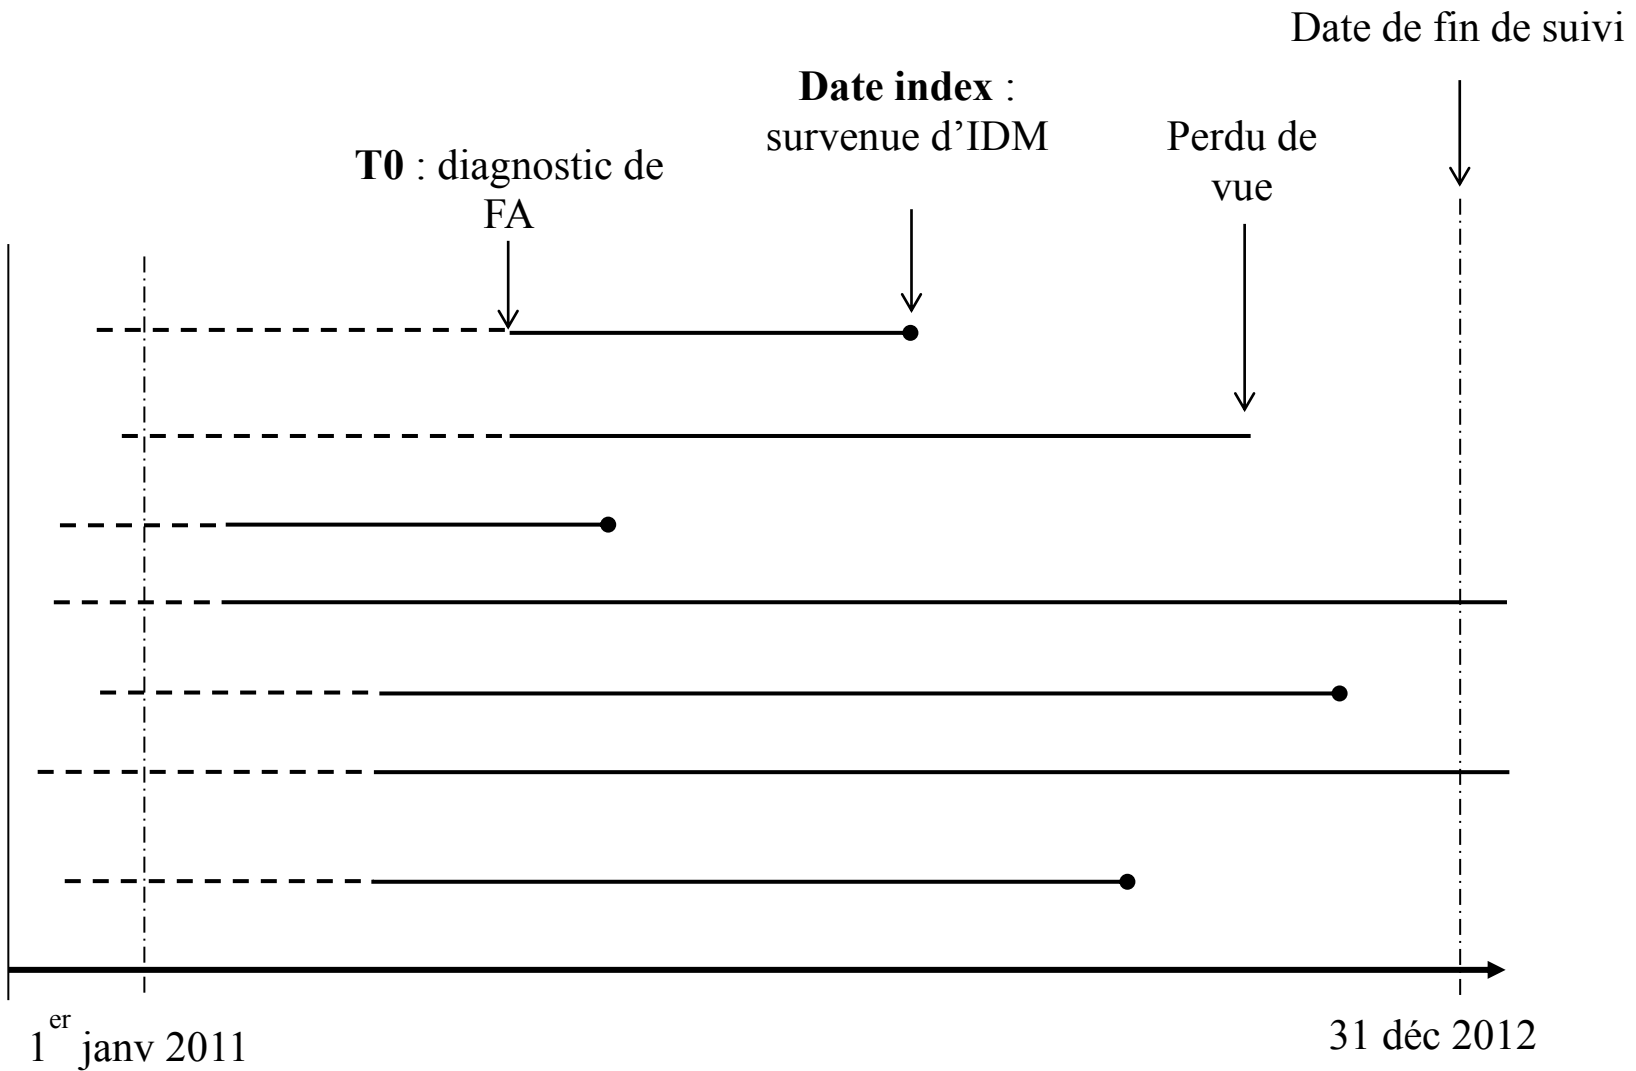 Date de fin de suivi
Date index :
survenue d’IDM
Perdu de
vue
T0 : diagnostic de
FA
1er janv 2011
31 déc 2012